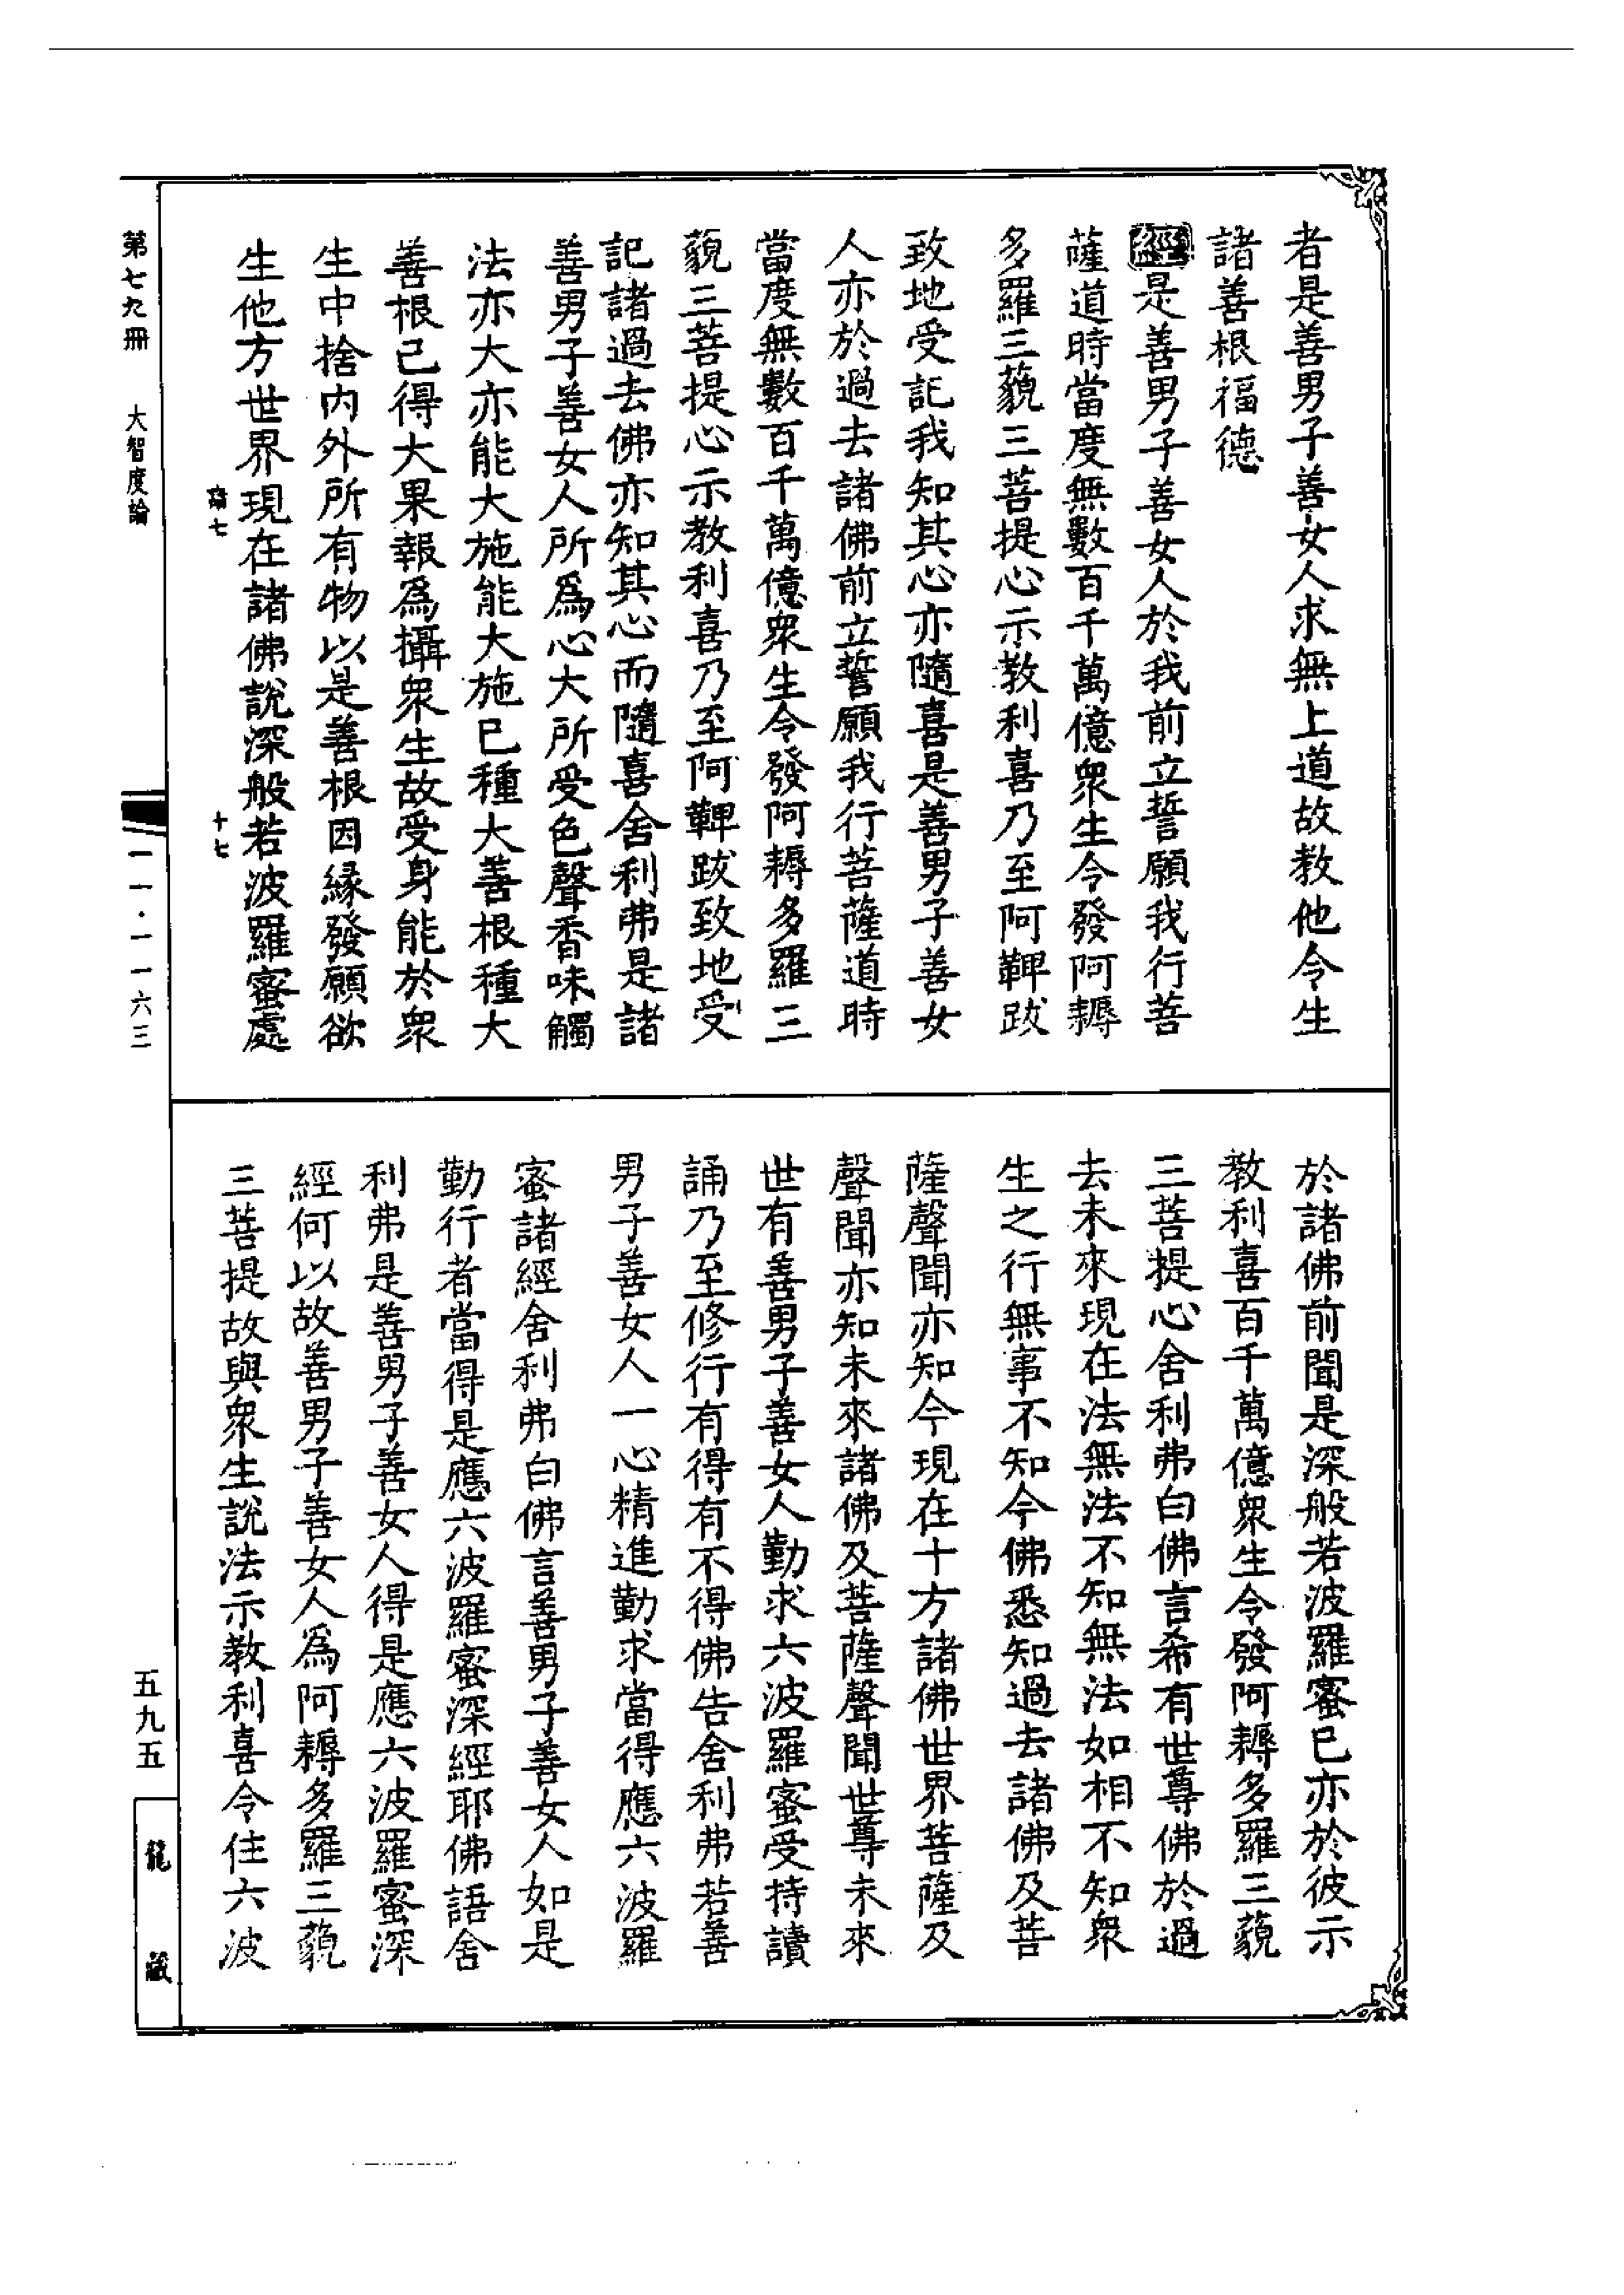 者是善男子善女人求無上道故教他令生
諸善根福德
經是善男子善女人於我前立誓願我行菩
薩道時當度無數百千萬億衆生令發阿耨
多羅三藐三菩提心示教利喜乃至阿鞞跋
致地受記我知其心亦隨喜是善男子善女
人亦於過去諸佛前立誓願我行菩薩道時
當度無數百千萬億衆生令發阿耨多羅三
藐三菩提心示教利喜乃至阿鞞跋致地受
記諸過去佛亦知其心而隨喜舍利弗是諸
善男子善女人所爲心大所受色聲香味觸
法亦大亦能大施能大施已種大善根種大
善根已得大果報爲攝衆生故受身能於衆
生中捨内外所有物以是善根因緣發願欲
生他方世界現在諸佛說深般若波羅蜜處
於諸佛前聞是深般若波羅蜜已亦於彼示
教利喜百千萬億衆生令發阿耨多羅三藐
三菩提心舍利弗白佛言希有世尊佛於過
去未來現在法無法不知無法如相不知衆
生之行無事不知今佛悉知過去諸佛及菩
薩聲聞亦知今現在十方諸佛世界菩薩及
聲聞亦知未來諸佛及菩薩聲聞世尊未來
世有善男子善女人勤求六波羅蜜受持讀
誦乃至修行有得有不得佛告舍利弗若善
男子善女人一心精進勤求當得應六波羅
蜜諸經舍利弗白佛言善男子善女人如是
勤行者當得是應六波羅蜜深經耶佛語舍
利弗是善男子善女人得是應六波羅蜜深
經何以故善男子善女人爲阿耨多羅三藐
三菩提故與衆生說法示教利喜令住六波
第七九冊 大智度論
一一·一一六三
五九五
龍藏
十七